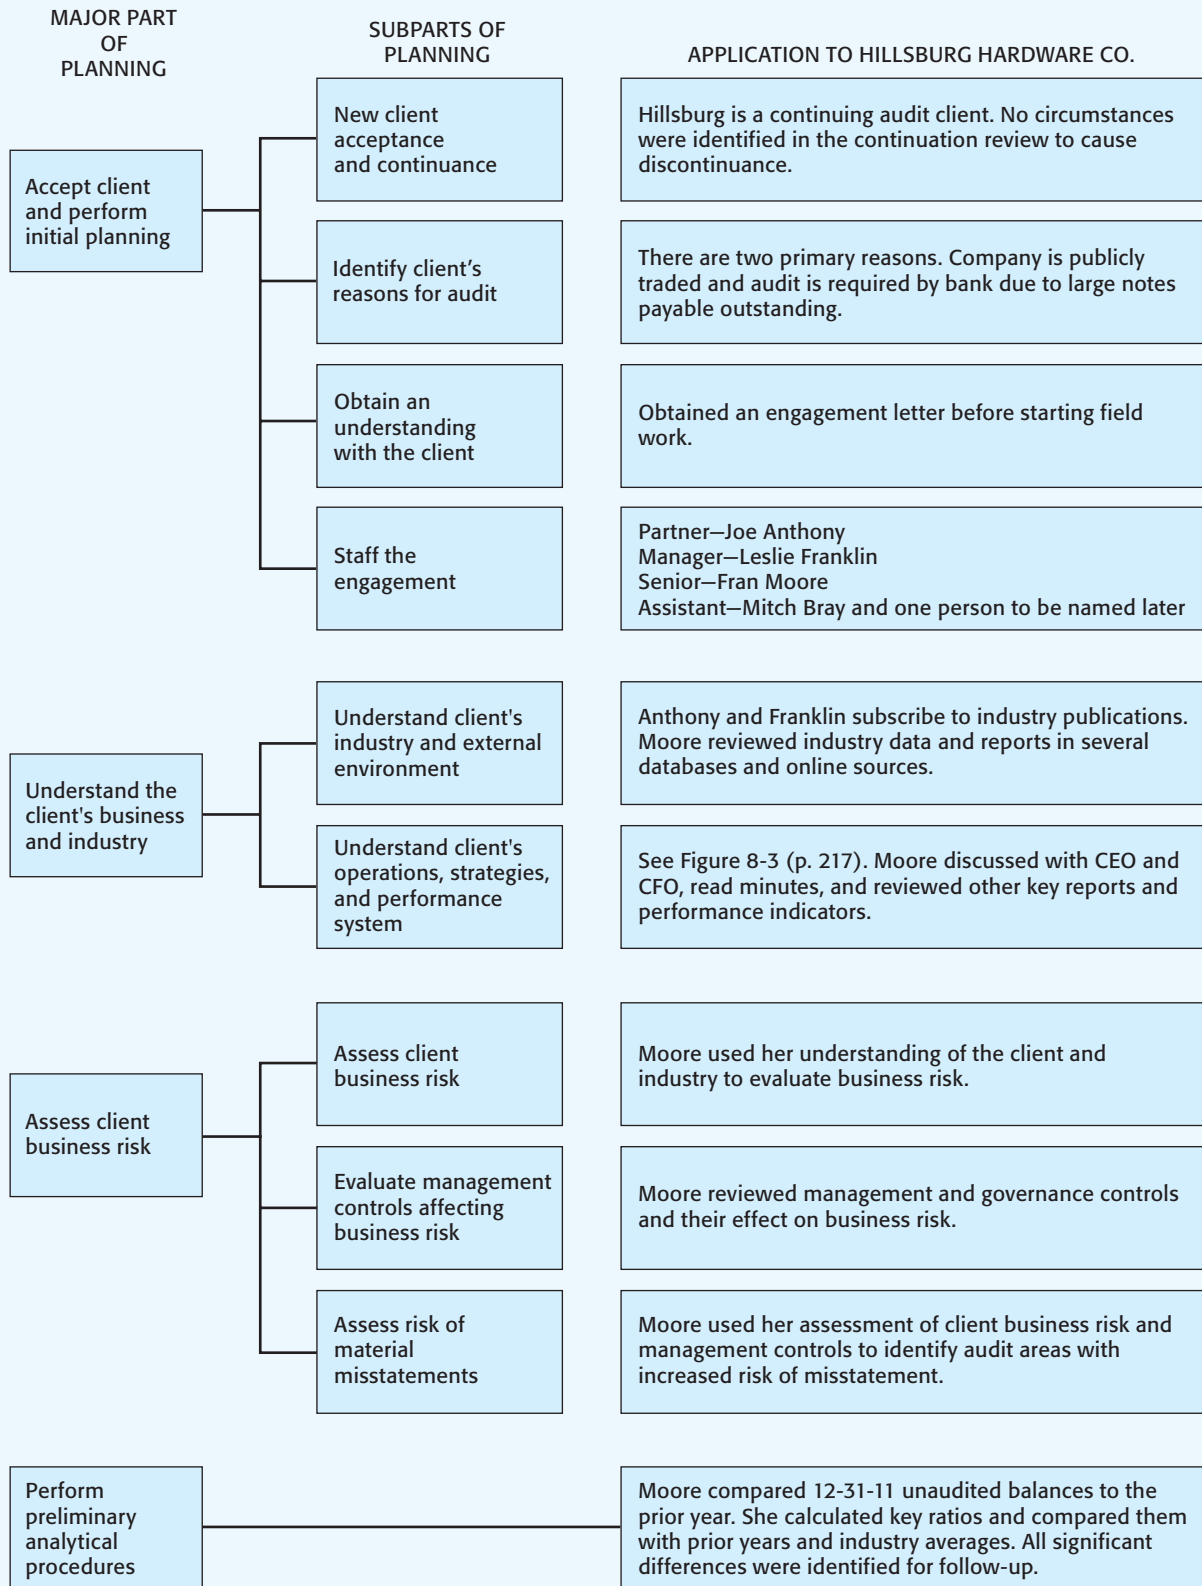 MAJOR PART
OF
PLANNING
SUBPARTS OF
PLANNING
APPLICATION TO HILLSBURG HARDWARE CO.
Accept client
and perform
initial planning
New client
acceptance
and continuance
Hillsburg is a continuing audit client. No circumstances
were identified in the continuation review to cause
discontinuance.
Identify client’s
reasons for audit
There are two primary reasons. Company is publicly
traded and audit is required by bank due to large notes
payable outstanding.
Obtain an
understanding
with the client
Obtained an engagement letter before starting field
work.
Staff the
engagement
Partner—Joe Anthony
Manager—Leslie Franklin
Senior—Fran Moore
Assistant—Mitch Bray and one person to be named later
Understand the
client's business
and industry
Understand client's
industry and external
environment
Anthony and Franklin subscribe to industry publications.
Moore reviewed industry data and reports in several
databases and online sources.
Understand client's
operations, strategies,
and performance
system
See Figure 8-3 (p. 217). Moore discussed with CEO and
CFO, read minutes, and reviewed other key reports and
performance indicators.
Assess client
business risk
Assess client
business risk
Moore used her understanding of the client and
industry to evaluate business risk.
Evaluate management
controls affecting
business risk
Moore reviewed management and governance controls
and their effect on business risk.
Assess risk of
material
misstatements
Moore used her assessment of client business risk and
management controls to identify audit areas with
increased risk of misstatement.
Perform
preliminary
analytical
procedures
Moore compared 12-31-11 unaudited balances to the
prior year. She calculated key ratios and compared them
with prior years and industry averages. All significant
differences were identified for follow-up.